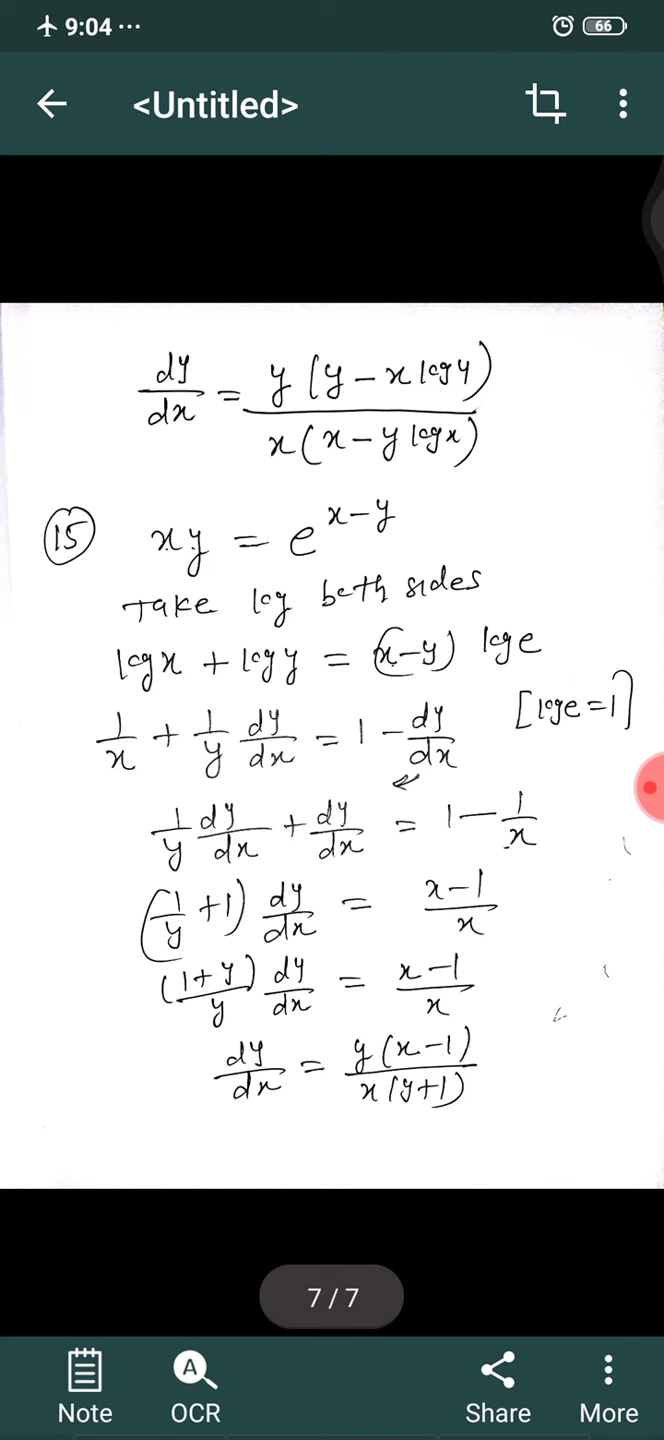 9:04 ... 66
<Untitled>
dy/dx = y(y - x log y)/x(x - y log x)
15 xy = e^(x-y)
Take log both sides
log x + log y = (x-y) log e
1/x + 1/y dy/dx = 1 - dy/dx [log e = 1]
1/y dy/dx + dy/dx = 1 - 1/x
(1/y + 1) dy/dx = x-1/x
(1+y)/y dy/dx = x-1/x
dy/dx = y(x-1)/x(y+1)
7 / 7
A
Note OCR Share More